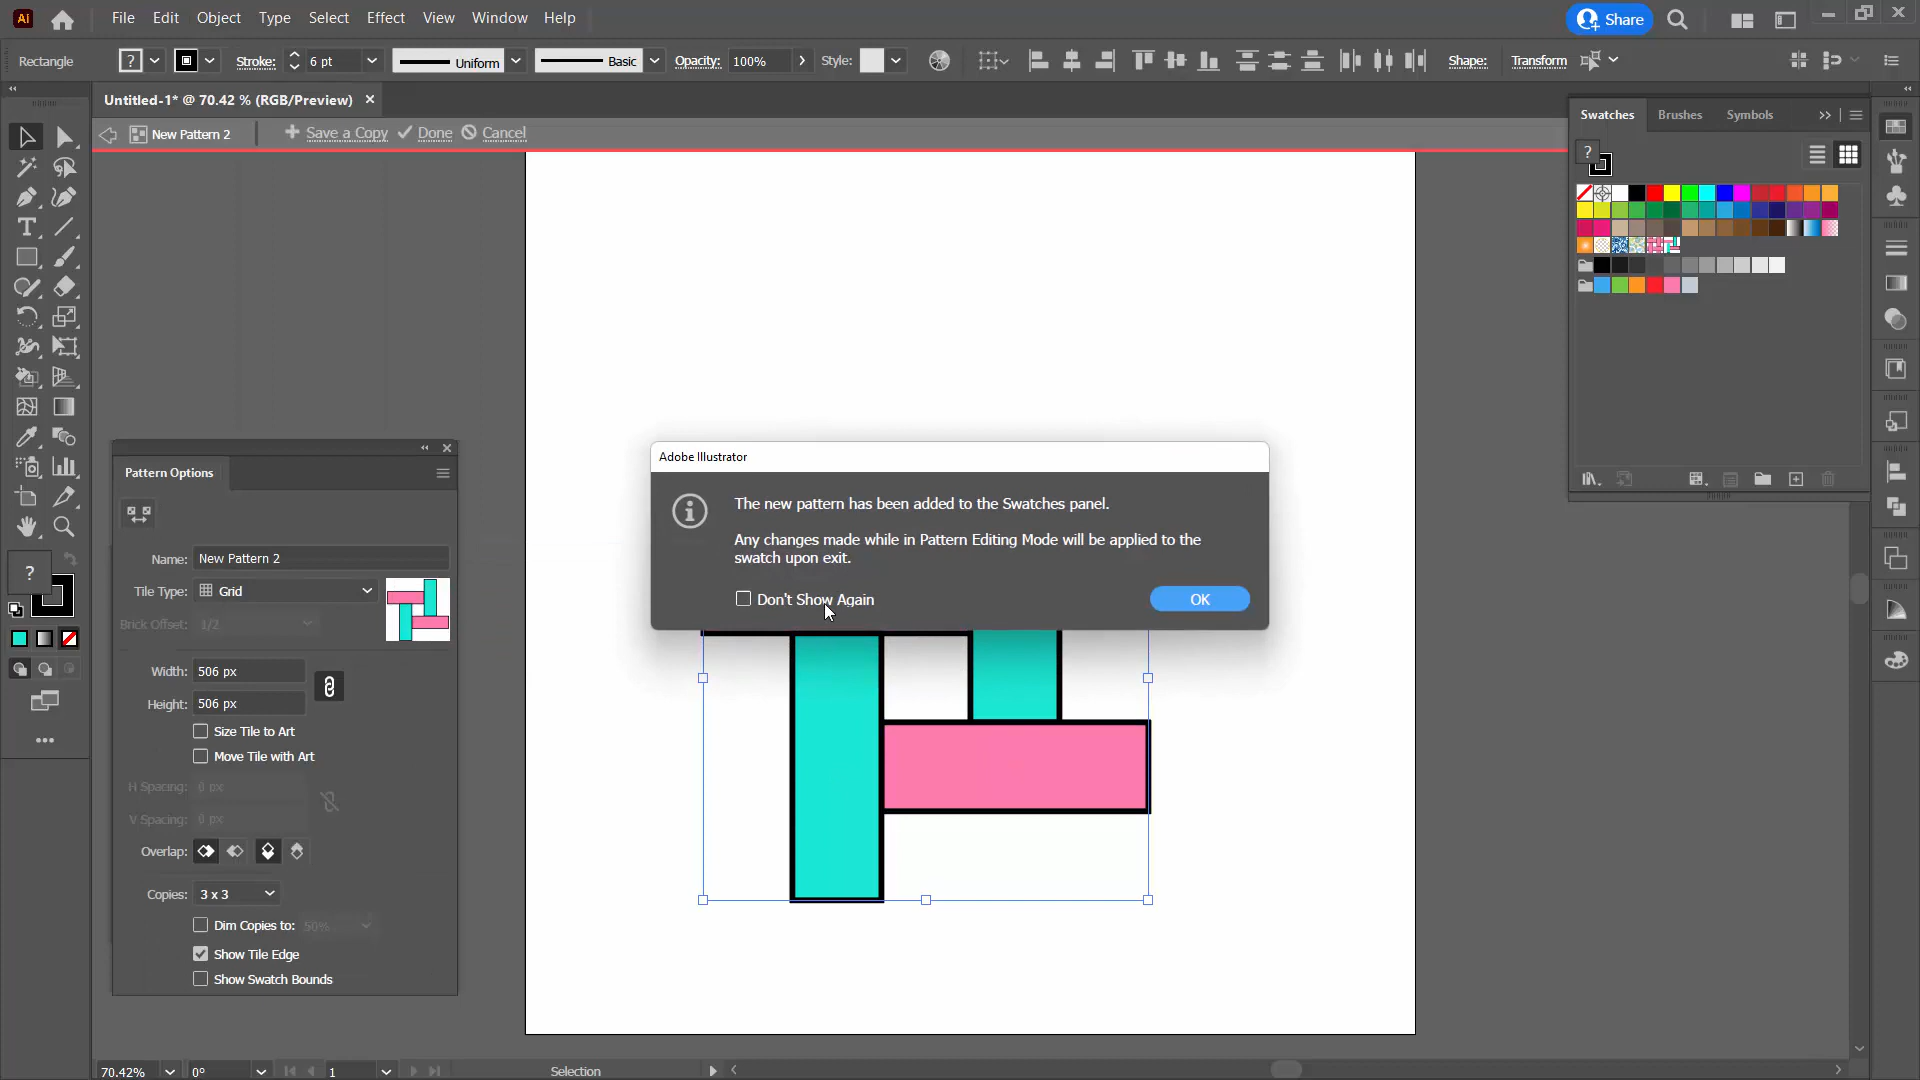 Ai File Edit Object Type Select Effect View Window Help Share
Rectangle ? Stroke: 6 pt Uniform Basic Opacity: 100% Style: Shape: Transform
Untitled-1* @ 70.42 % (RGB/Preview) ×
New Pattern 2 + Save a Copy Done Cancel
Swatches Brushes Symbols
?
Adobe Illustrator
The new pattern has been added to the Swatches panel.
Any changes made while in Pattern Editing Mode will be applied to the
swatch upon exit.
Don't Show Again OK
Pattern Options
Name: New Pattern 2
?
Tile Type: Grid
Brick Offset: 1/2
Width: 506 px
Height: 506 px
Size Tile to Art
Move Tile with Art
H Spacing: 0 px
V Spacing: 0 px
Overlap:
Copies: 3 x 3
Dim Copies to: 50%
Show Tile Edge
Show Swatch Bounds
70.42% 0° 1 Selection